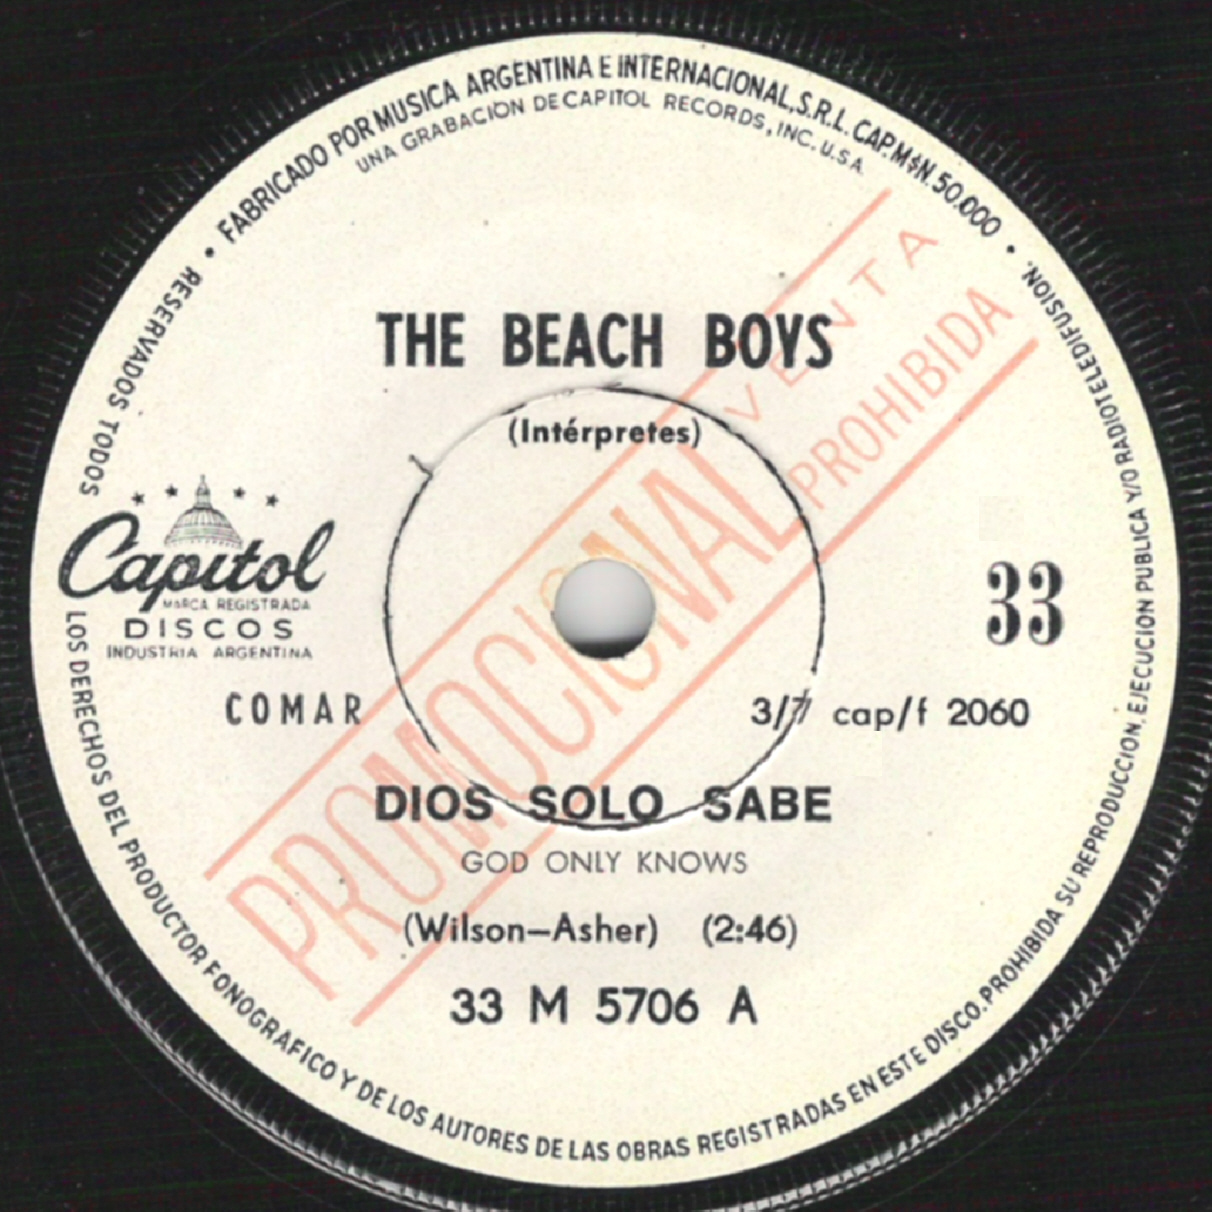 • FABRICADO POR MUSICA ARGENTINA E INTERNACIONAL, S.R.L. CAP. M$N. 50.000 •
UNA GRABACION DE CAPITOL RECORDS, INC. U.S.A.
THE BEACH BOYS
(Intérpretes)
VENTA
PROHIBIDA
PROMOCIONAL
Capitol
MARCA REGISTRADA
DISCOS
INDUSTRIA ARGENTINA
33
COMAR
3/7 cap/f 2060
DIOS SOLO SABE
GOD ONLY KNOWS
(Wilson—Asher) (2:46)
33 M 5706 A
RESERVADOS TODOS LOS DERECHOS DEL PRODUCTOR FONOGRAFICO Y DE LOS AUTORES DE LAS OBRAS REGISTRADAS EN ESTE DISCO. PROHIBIDA SU REPRODUCCION, EJECUCION PUBLICA Y/O RADIOTELEDIFUSION.